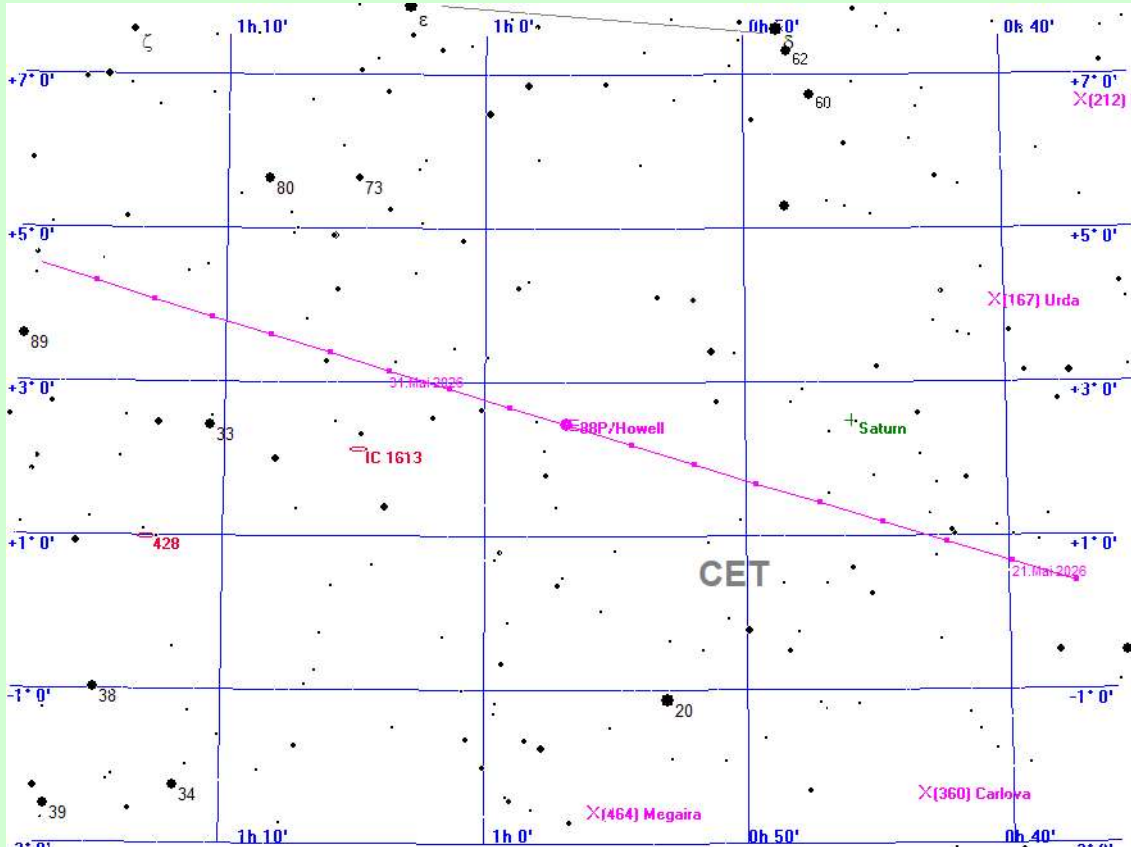 1h 10' ε 1h 0' 0h 50' 0h 40'
ζ δ
62
+7° 0' +7° 0'
60 (212)
80 73
+5° 0' +5° 0'
(167) Urda
89
31.Mai 2026
+3° 0' +3° 0'
33 88P/Howell Saturn
IC 1613
428
+1° 0' +1° 0'
CET 21.Mai 2026
38 -1° 0' -1° 0'
20
34
39 (464) Megaira (360) Carlova
1h 10' 1h 0' 0h 50' 0h 40'